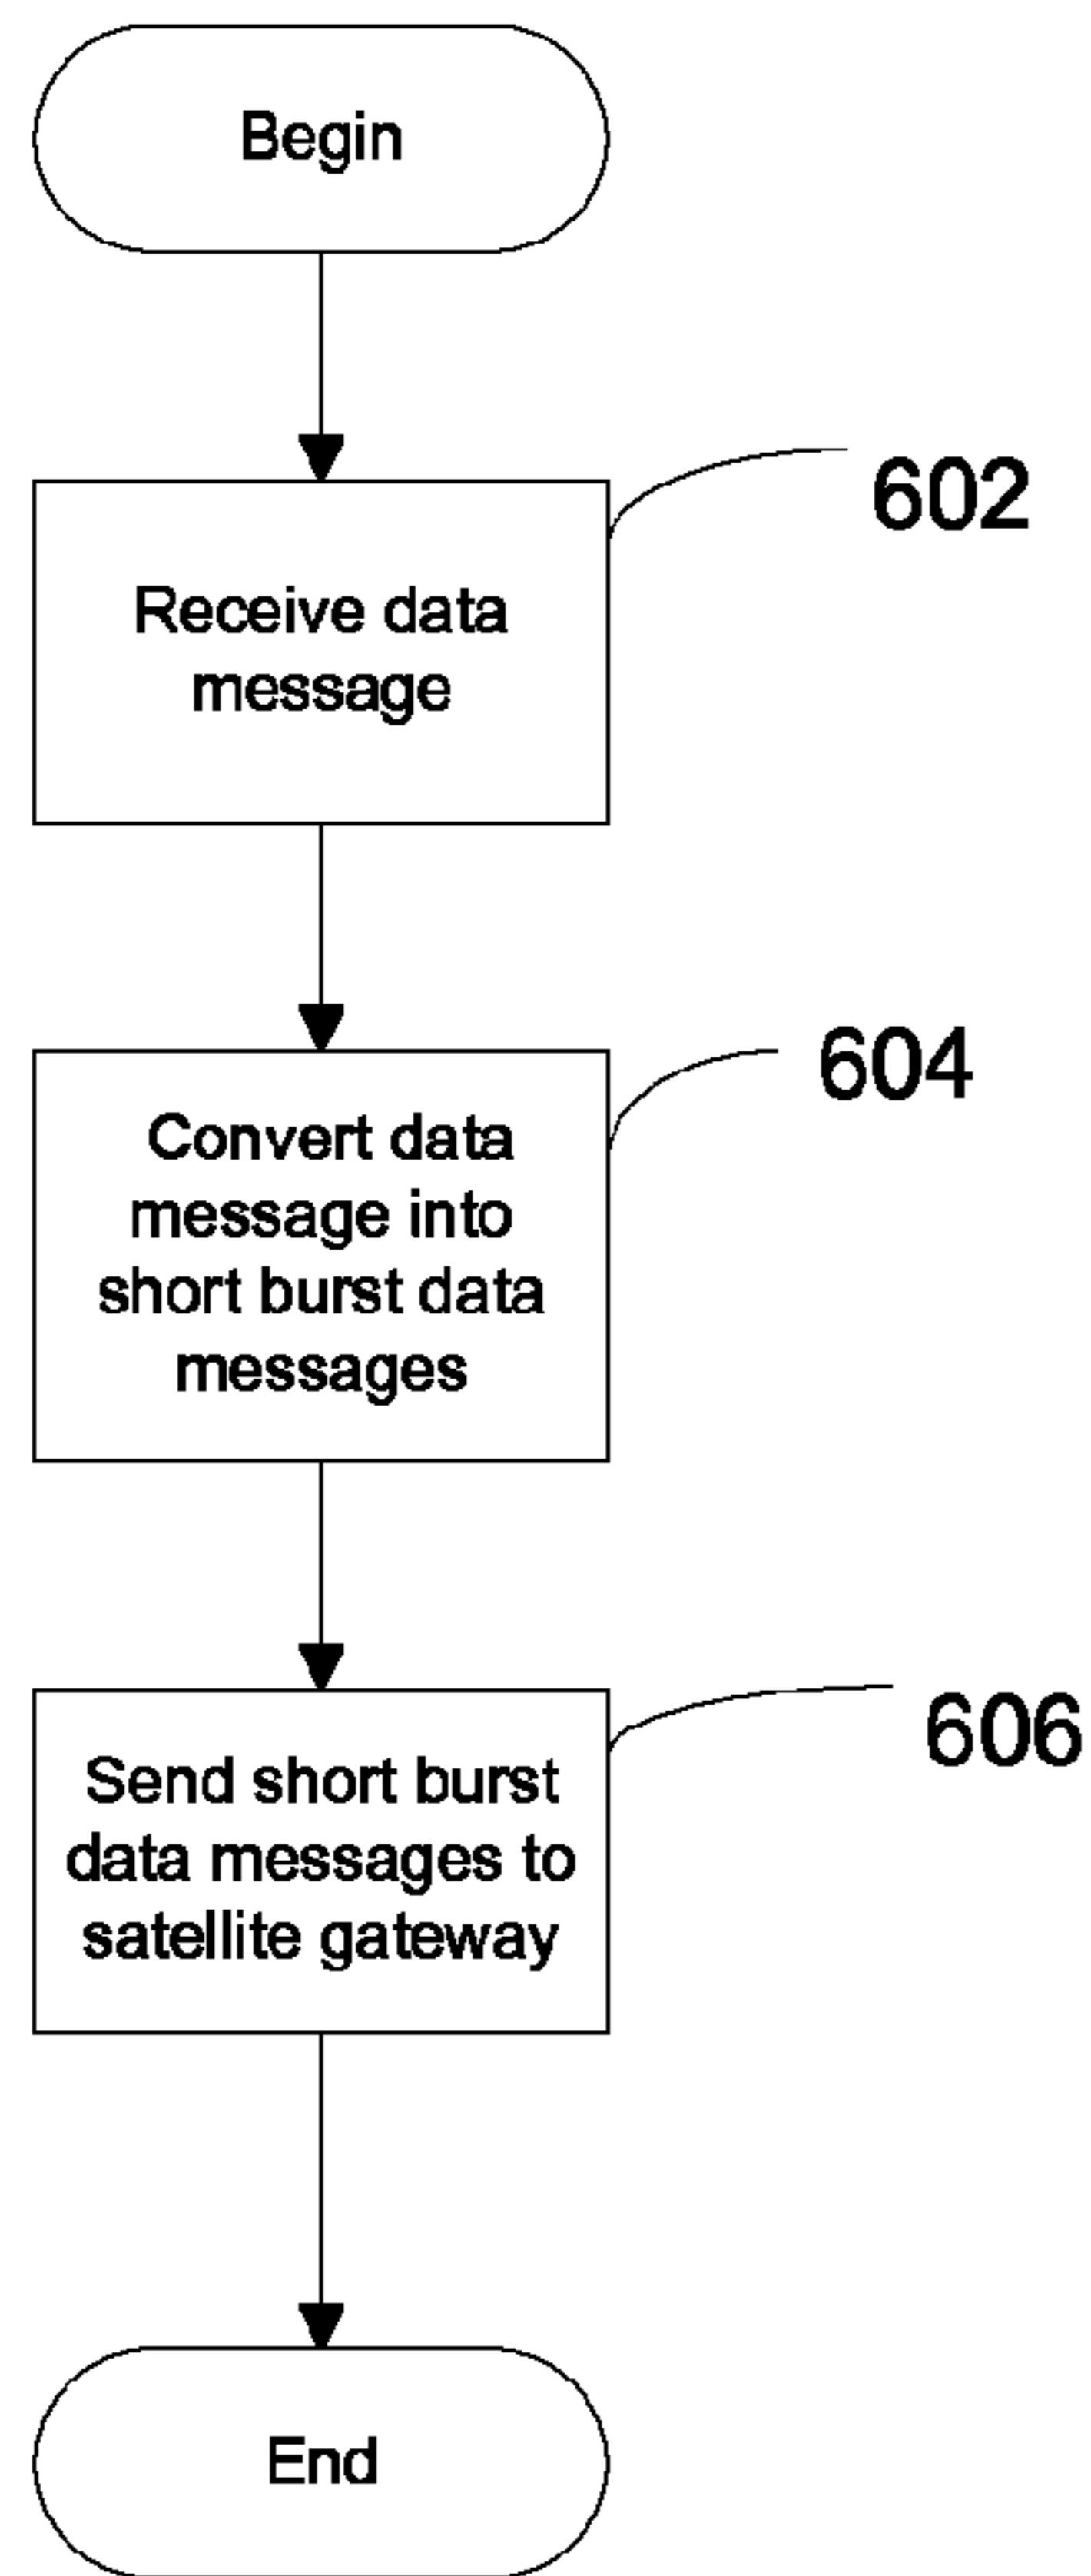 Begin
602
Receive data
message
604
Convert data
message into
short burst data
messages
606
Send short burst
data messages to
satellite gateway
End